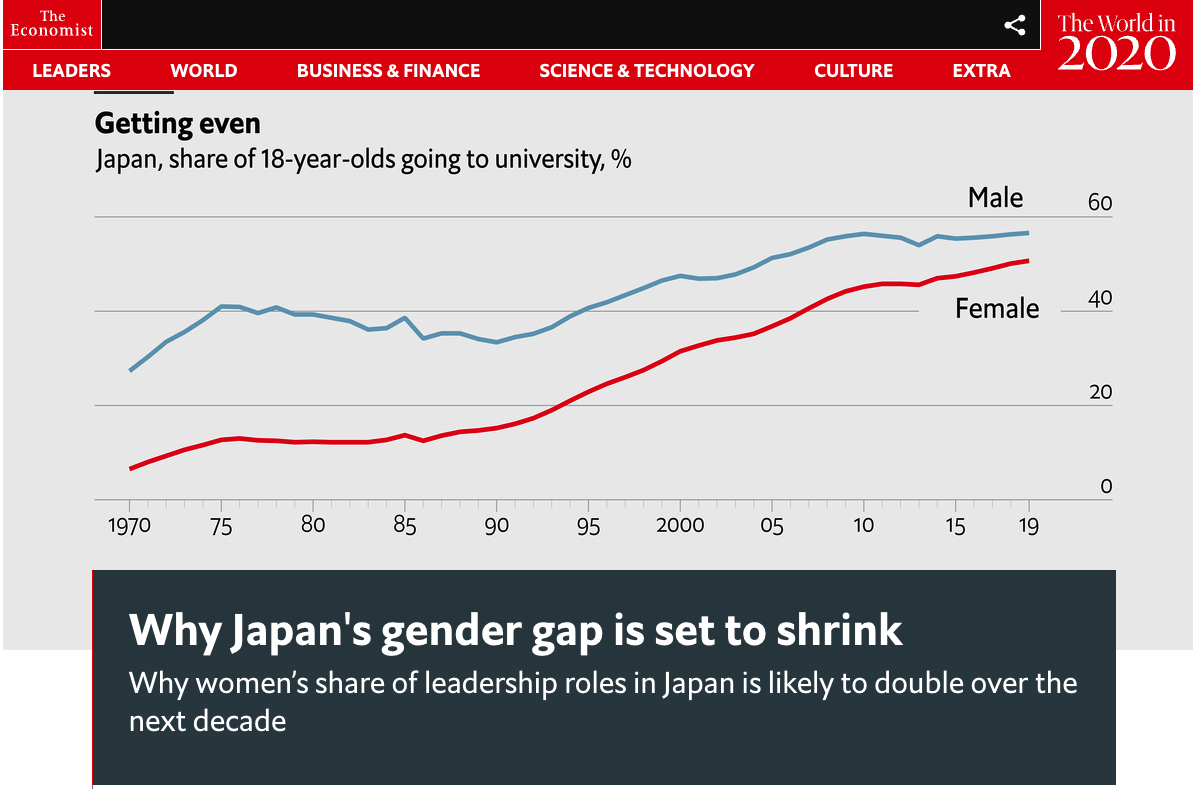 The
Economist
The World in
2020
LEADERS WORLD BUSINESS & FINANCE SCIENCE & TECHNOLOGY CULTURE EXTRA
Getting even
Japan, share of 18-year-olds going to university, %
Male
60
40
Female
20
0
1970 75 80 85 90 95 2000 05 10 15 19
Why Japan's gender gap is set to shrink
Why women’s share of leadership roles in Japan is likely to double over the
next decade